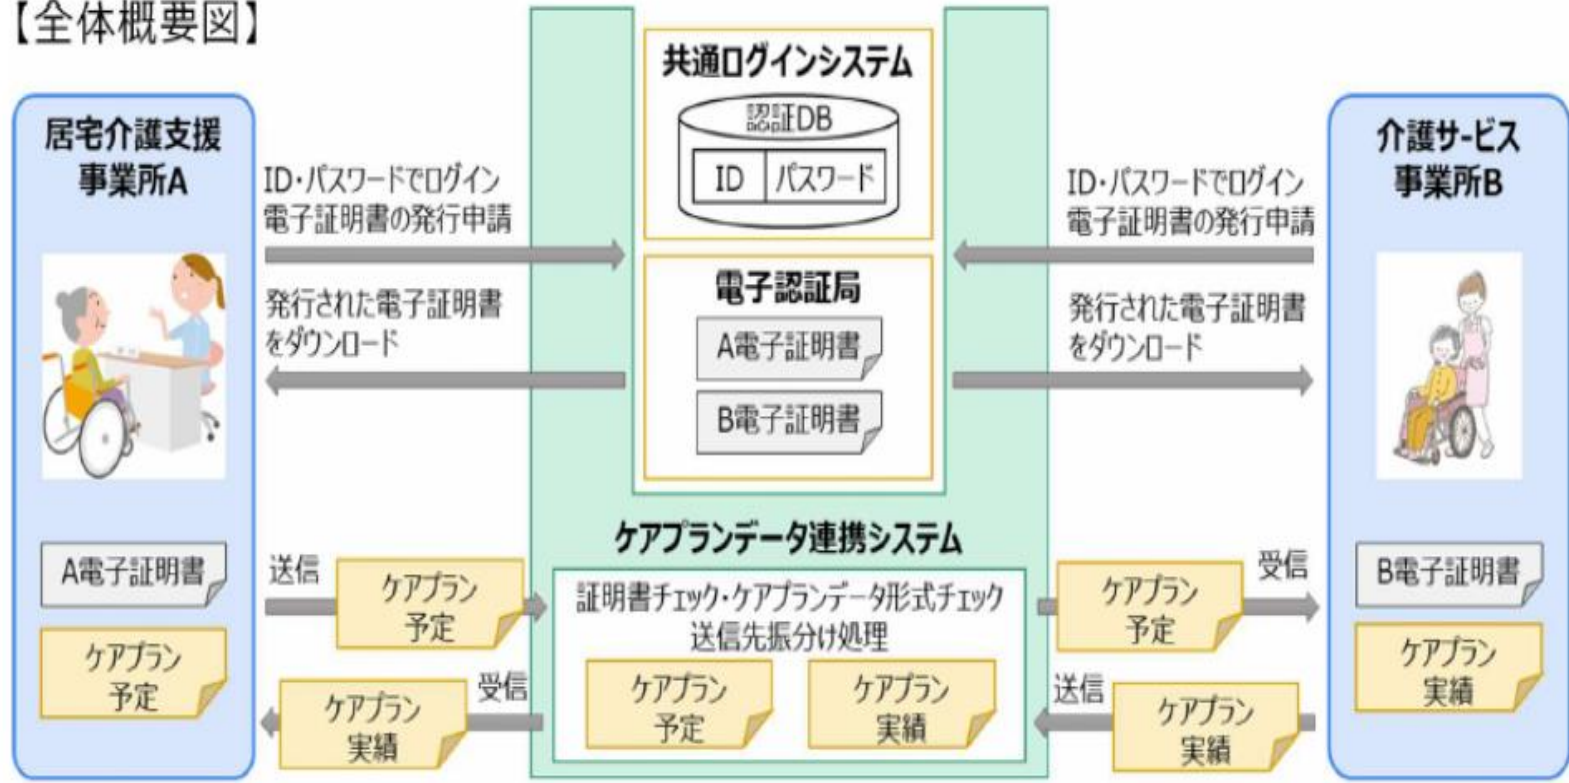 【全体概要図】
居宅介護支援
事業所A
ID・パスワードでログイン
電子証明書の発行申請
発行された電子証明書
をダウンロード
A電子証明書
ケアプラン
予定
送信
ケアプラン
予定
受信
ケアプラン
実績
共通ログインシステム
認証DB
ID
パスワード
電子認証局
A電子証明書
B電子証明書
ケアプランデータ連携システム
証明書チェック・ケアプランデータ形式チェック
送信先振分け処理
ケアプラン
予定
ケアプラン
実績
ID・パスワードでログイン
電子証明書の発行申請
発行された電子証明書
をダウンロード
ケアプラン
予定
受信
送信
ケアプラン
実績
介護サービス
事業所B
B電子証明書
ケアプラン
実績